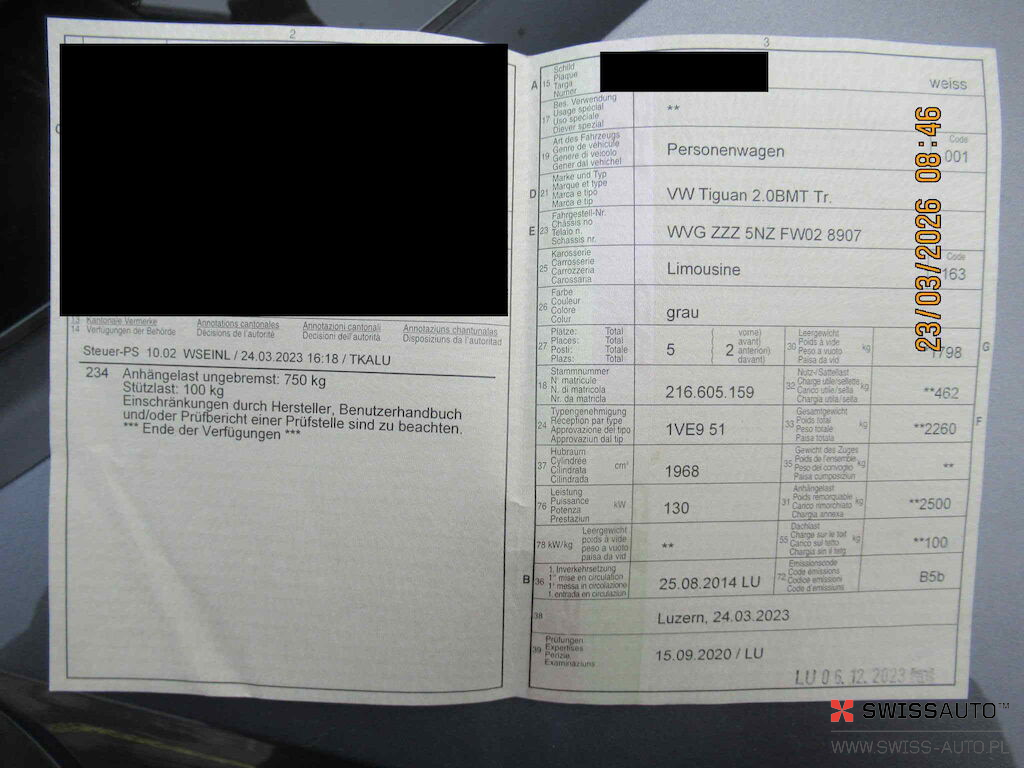 2
13 Kantonale Vermerke Annotations cantonales Annotazioni cantonali Annotaziuns chantunalas
14 Verfügungen der Behörde Décisions de l'autorité Decisioni dell'autorità Disposiziuns da l'autoritad
Steuer-PS 10.02 WSEINL / 24.03.2023 16:18 / TKALU
234 Anhängelast ungebremst: 750 kg
Stützlast: 100 kg
Einschränkungen durch Hersteller, Benutzerhandbuch
und/oder Prüfbericht einer Prüfstelle sind zu beachten.
*** Ende der Verfügungen ***
3
A 15 Schild
Plaque
Targa
Numer
weiss
17 Bes. Verwendung
Usage spécial
Uso speciale
Diever spezial
**
19 Art des Fahrzeugs
Genre de véhicule
Genere di veicolo
Gener dal vehichel
Personenwagen
Code
001
D 21 Marke und Typ
Marque et type
Marca e tipo
Marca e tip
VW Tiguan 2.0BMT Tr.
E 23 Fahrgestell-Nr.
Châssis no
Telaio n.
Schassis nr.
WVG ZZZ 5NZ FW02 8907
25 Karosserie
Carrosserie
Carrozzeria
Carossaria
Limousine
Code
163
26 Farbe
Couleur
Colore
Colur
grau
27 Plätze: Total
Places: Total
Posti: Totale
Plazs: Total
5
( vorne)
( 2 avant)
( anteriori)
( davant)
30 Leergewicht
Poids à vide
Peso a vuoto
Paisa da vid
kg
1798
G
18 Stammnummer
N° matricule
N. di matricola
Nr. da matricla
216.605.159
32 Nutz-/Sattellast
Charge utile/sellette
Carico utile/sella
Chargia utila/sella
kg
**462
24 Typengenehmigung
Réception par type
Approvazione del tipo
Approvaziun dal tip
1VE9 51
33 Gesamtgewicht
Poids total
Peso totale
Paisa totala
kg
**2260
F
37 Hubraum
Cylindrée
Cilindrata
Cilindrada
cm³
1968
35 Gewicht des Zuges
Poids de l'ensemble
Peso del convoglio
Paisa cumposiziun
kg
**
76 Leistung
Puissance
Potenza
Prestaziun
kW
130
31 Anhängelast
Poids remorquable
Carico rimorchiato
Chargia annexa
kg
**2500
78 kW/kg Leergewicht
poids à vide
peso a vuoto
paisa da vid
**
55 Dachlast
Charge sur le toit
Carico sul tetto
Chargia sin il tetg
kg
**100
B 36 1. Inverkehrsetzung
1re mise en circulation
1a messa in circolazione
1. entrada en circulaziun
25.08.2014 LU
72 Emissionscode
Code émissions
Codice emissioni
Code d'emissiuns
B5b
38
Luzern, 24.03.2023
39 Prüfungen
Expertises
Perizie
Examinaziuns
15.09.2020 / LU
LU 06. 12. 2023
23/03/2026 08:46
SWISSAUTO™
WWW.SWISS-AUTO.PL